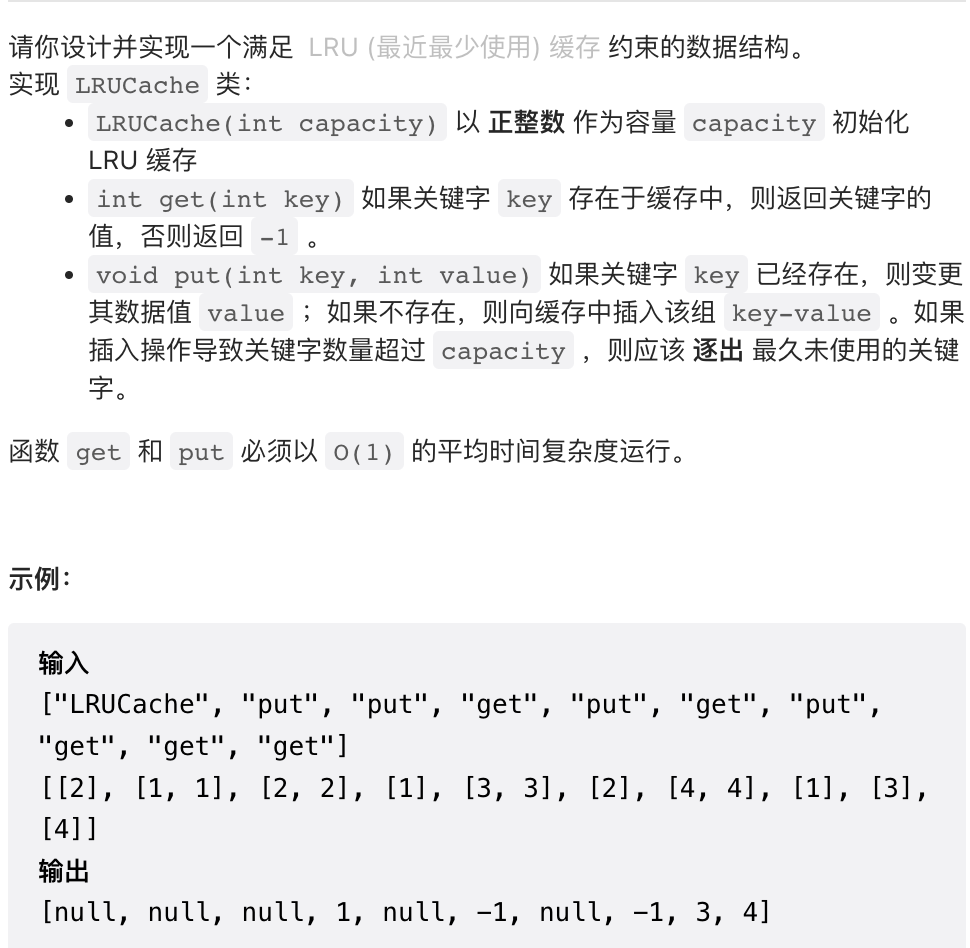 请你设计并实现一个满足 LRU (最近最少使用) 缓存 约束的数据结构。
实现 LRUCache 类：
• LRUCache(int capacity) 以 正整数 作为容量 capacity 初始化
LRU 缓存
• int get(int key) 如果关键字 key 存在于缓存中，则返回关键字的
值，否则返回 -1 。
• void put(int key, int value) 如果关键字 key 已经存在，则变更
其数据值 value ；如果不存在，则向缓存中插入该组 key-value 。如果
插入操作导致关键字数量超过 capacity ，则应该 逐出 最久未使用的关键
字。
函数 get 和 put 必须以 O(1) 的平均时间复杂度运行。
示例：
输入
["LRUCache", "put", "put", "get", "put", "get", "put",
"get", "get", "get"]
[[2], [1, 1], [2, 2], [1], [3, 3], [2], [4, 4], [1], [3],
[4]]
输出
[null, null, null, 1, null, -1, null, -1, 3, 4]